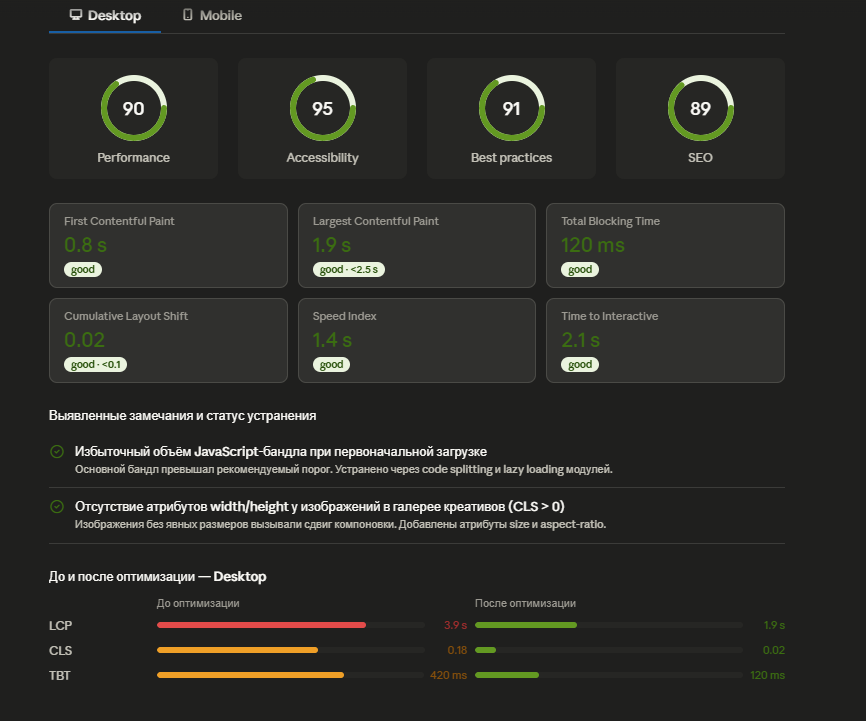 Desktop Mobile
90 95 91 89
Performance Accessibility Best practices SEO
First Contentful Paint
0.8 s
good
Largest Contentful Paint
1.9 s
good · <2.5 s
Total Blocking Time
120 ms
good
Cumulative Layout Shift
0.02
good · <0.1
Speed Index
1.4 s
good
Time to Interactive
2.1 s
good
Выявленные замечания и статус устранения
Избыточный объём JavaScript-бандла при первоначальной загрузке
Основной бандл превышал рекомендуемый порог. Устранено через code splitting и lazy loading модулей.
Отсутствие атрибутов width/height у изображений в галерее креативов (CLS > 0)
Изображения без явных размеров вызывали сдвиг компоновки. Добавлены атрибуты size и aspect-ratio.
До и после оптимизации — Desktop
До оптимизации После оптимизации
LCP 3.9 s 1.9 s
CLS 0.18 0.02
TBT 420 ms 120 ms